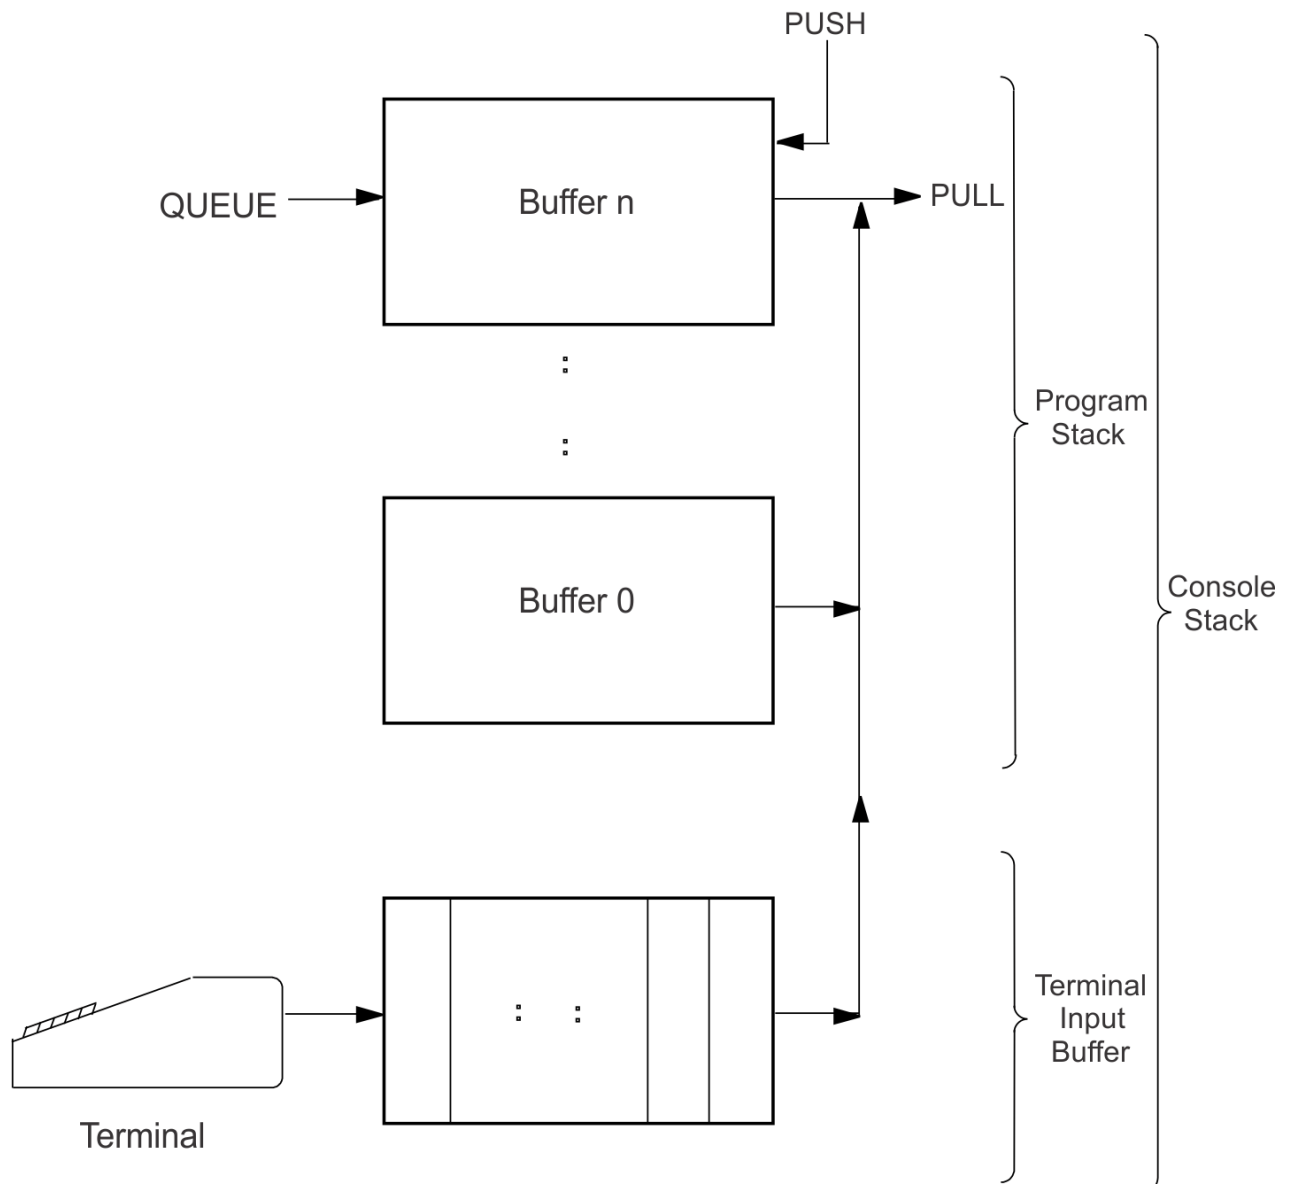 PUSH
QUEUE
Buffer n
PULL
Program
Stack
Buffer 0
Console
Stack
Terminal
Input
Buffer
Terminal